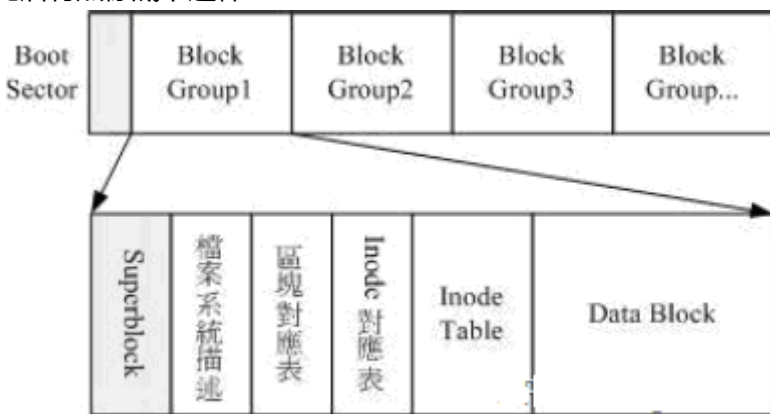 Boot Sector
Block Group1
Block Group2
Block Group3
Block Group...
Superblock
檔案系統描述
區塊對應表
Inode 對應表
Inode Table
Data Block